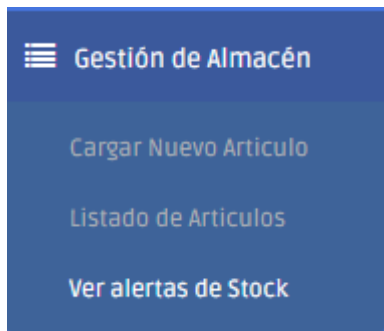 Gestión de Almacén
Cargar Nuevo Articulo
Listado de Articulos
Ver alertas de Stock